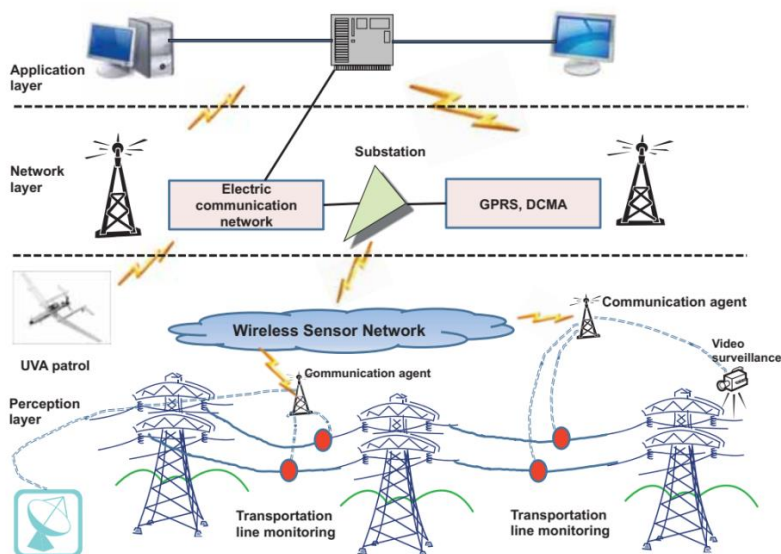 Application
layer
Network
layer
Substation
Electric
communication
network
GPRS, DCMA
UVA patrol
Wireless Sensor Network
Communication agent
Video
surveillance
Communication agent
Perception
layer
Transportation
line monitoring
Transportation
line monitoring